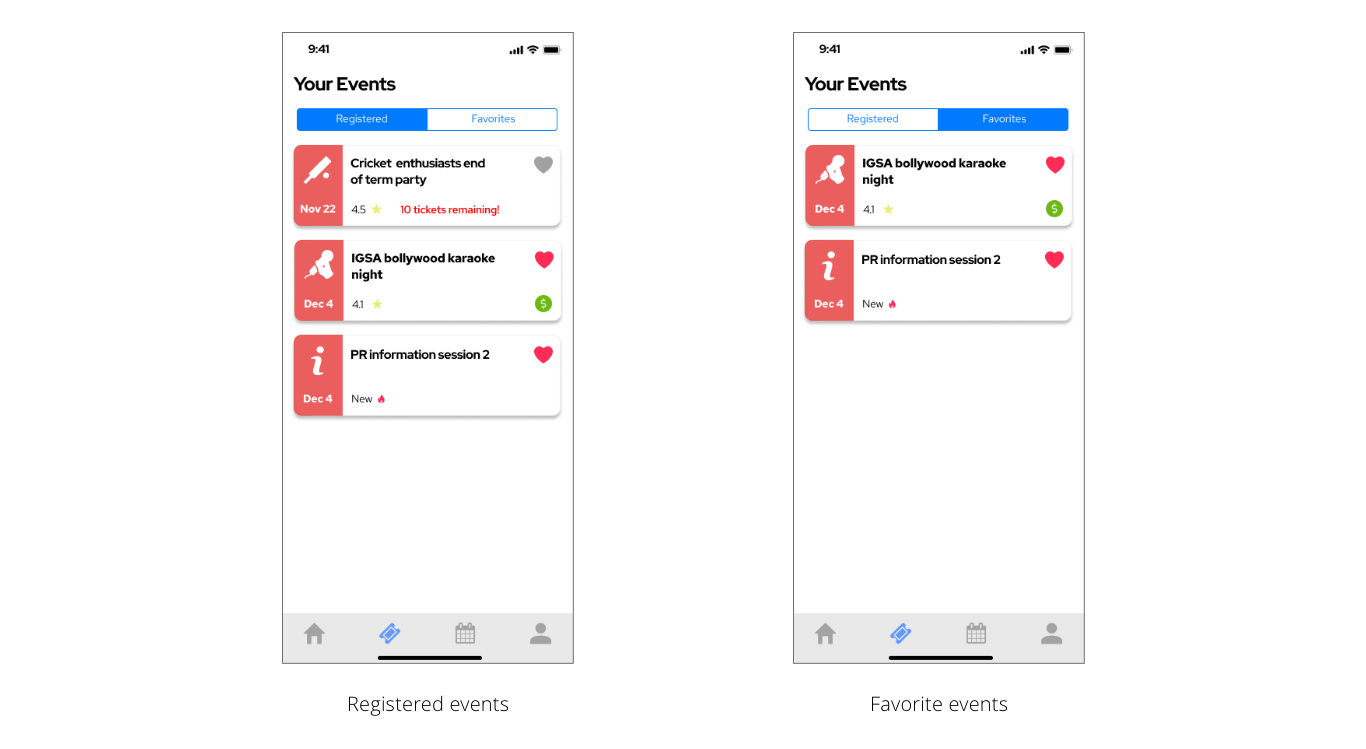 9:41
Your Events
Registered
Favorites
Cricket enthusiasts end
of term party
Nov 22
4.5
10 tickets remaining!
IGSA bollywood karaoke
night
Dec 4
4.1
$
PR information session 2
Dec 4
New
Registered events
9:41
Your Events
Registered
Favorites
IGSA bollywood karaoke
night
Dec 4
4.1
$
PR information session 2
Dec 4
New
Favorite events